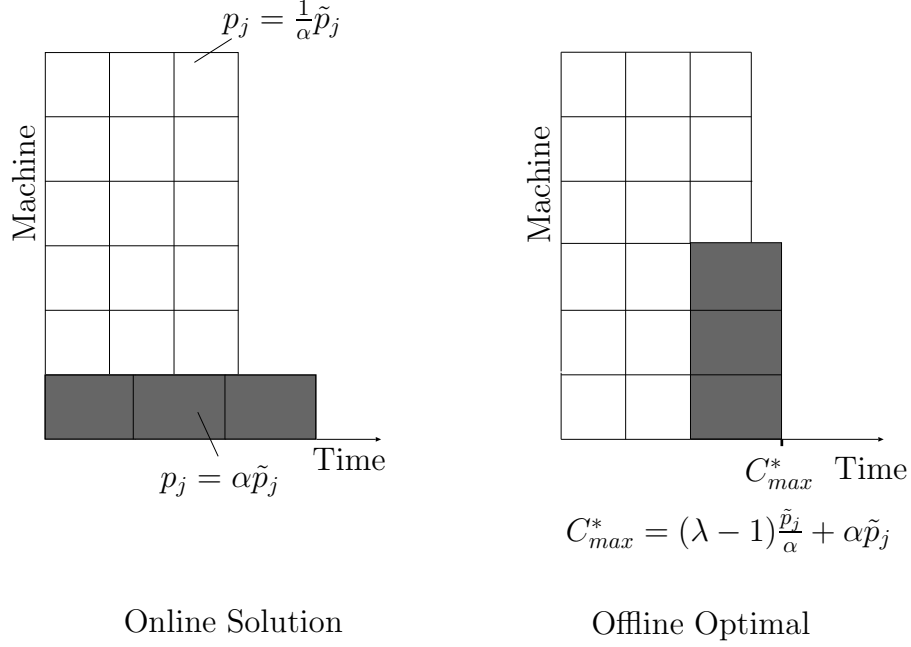 $p_j = \frac{1}{\alpha}\tilde{p}_j$
Machine
Time
$p_j = \alpha\tilde{p}_j$
Online Solution
Machine
$C^*_{max}$ Time
$C^*_{max} = (\lambda - 1)\frac{\tilde{p}_j}{\alpha} + \alpha\tilde{p}_j$
Offline Optimal